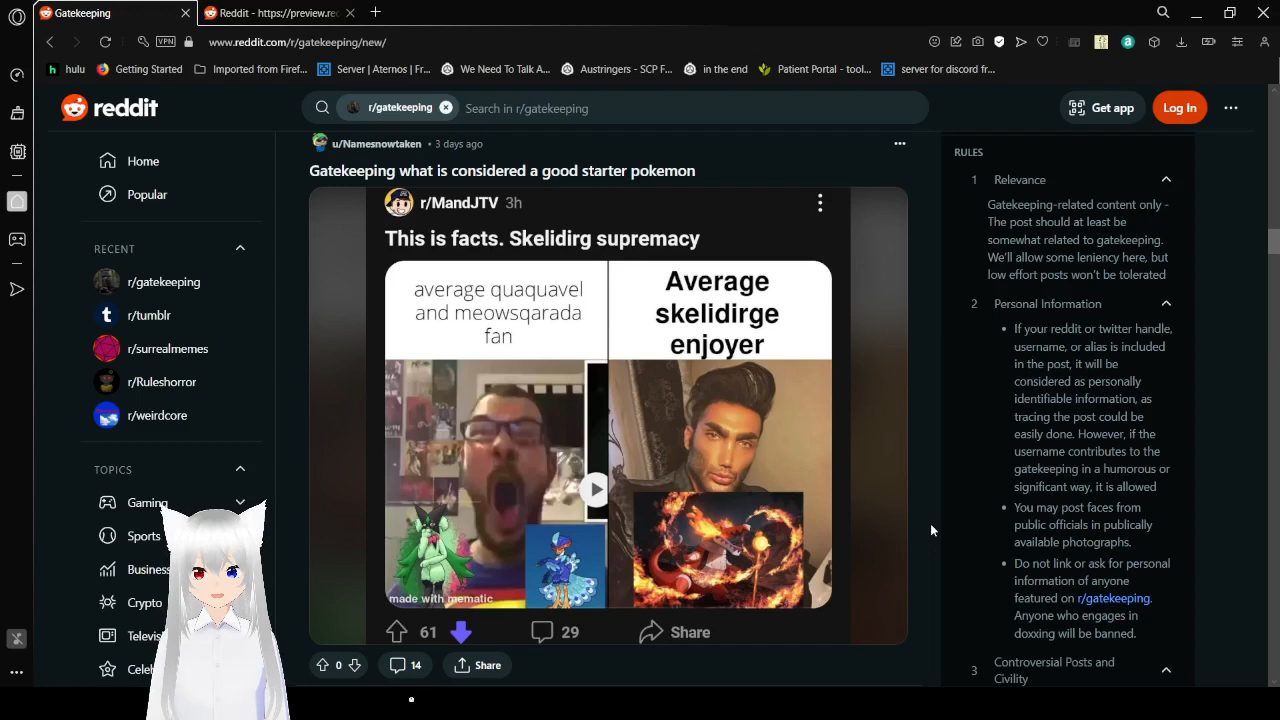 Gatekeeping
Reddit - https://preview.re
VPN
www.reddit.com/r/gatekeeping/new/
hulu
Getting Started
Imported from Firef...
Server | Aternos | Fr...
We Need To Talk A...
Austringers - SCP F...
in the end
Patient Portal - tool...
server for discord fr...
reddit
r/gatekeeping
Search in r/gatekeeping
Get app
Log In
Home
Popular
RECENT
r/gatekeeping
r/tumblr
r/surrealmemes
r/Ruleshorror
r/weirdcore
TOPICS
Gaming
Sports
Business
Crypto
Televi
Celeb
u/Namesnowtaken • 3 days ago
Gatekeeping what is considered a good starter pokemon
r/MandJTV 3h
This is facts. Skelidirg supremacy
average quaquavel
and meowsqarada
fan
Average
skelidirge
enjoyer
made with mematic
61
29
Share
0
14
Share
RULES
1 Relevance
Gatekeeping-related content only -
The post should at least be
somewhat related to gatekeeping.
We'll allow some leniency here, but
low effort posts won't be tolerated
2 Personal Information
• If your reddit or twitter handle,
username, or alias is included
in the post, it will be
considered as personally
identifiable information, as
tracing the post could be
easily done. However, if the
username contributes to the
gatekeeping in a humorous or
significant way, it is allowed
• You may post faces from
public officials in publically
available photographs.
• Do not link or ask for personal
information of anyone
featured on r/gatekeeping.
Anyone who engages in
doxxing will be banned.
3 Controversial Posts and
Civility